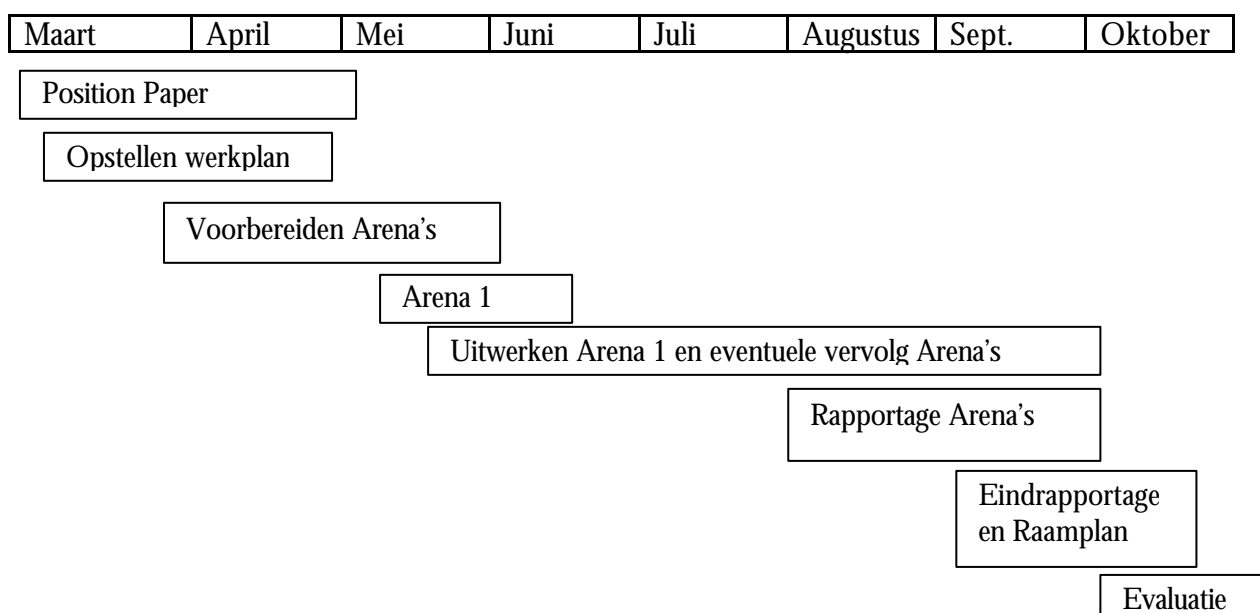 Maart April Mei Juni Juli Augustus Sept. Oktober
Position Paper
Opstellen werkplan
Voorbereiden Arena's
Arena 1
Uitwerken Arena 1 en eventuele vervolg Arena's
Rapportage Arena's
Eindrapportage
en Raamplan
Evaluatie